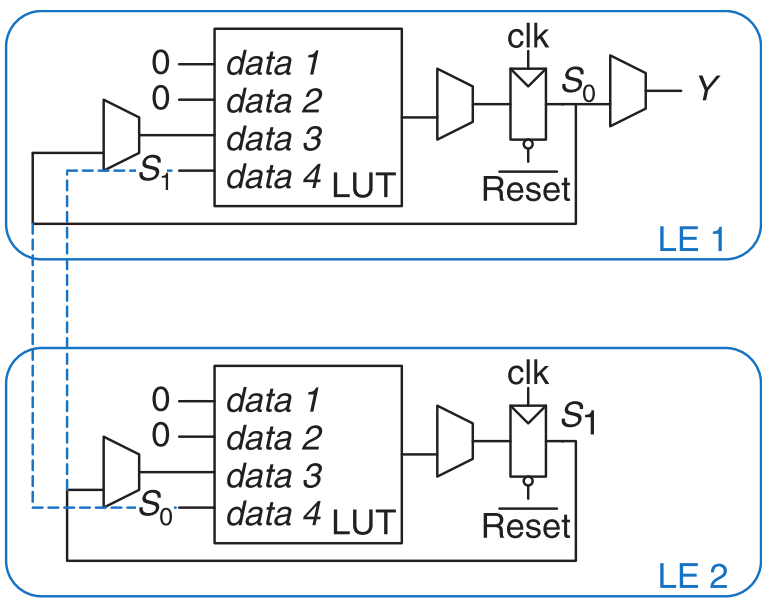 clk
0 data 1
0 data 2
data 3
S1 data 4
LUT
S0
Y
Reset
LE 1
clk
0 data 1
0 data 2
data 3
S0 data 4
LUT
S1
Reset
LE 2